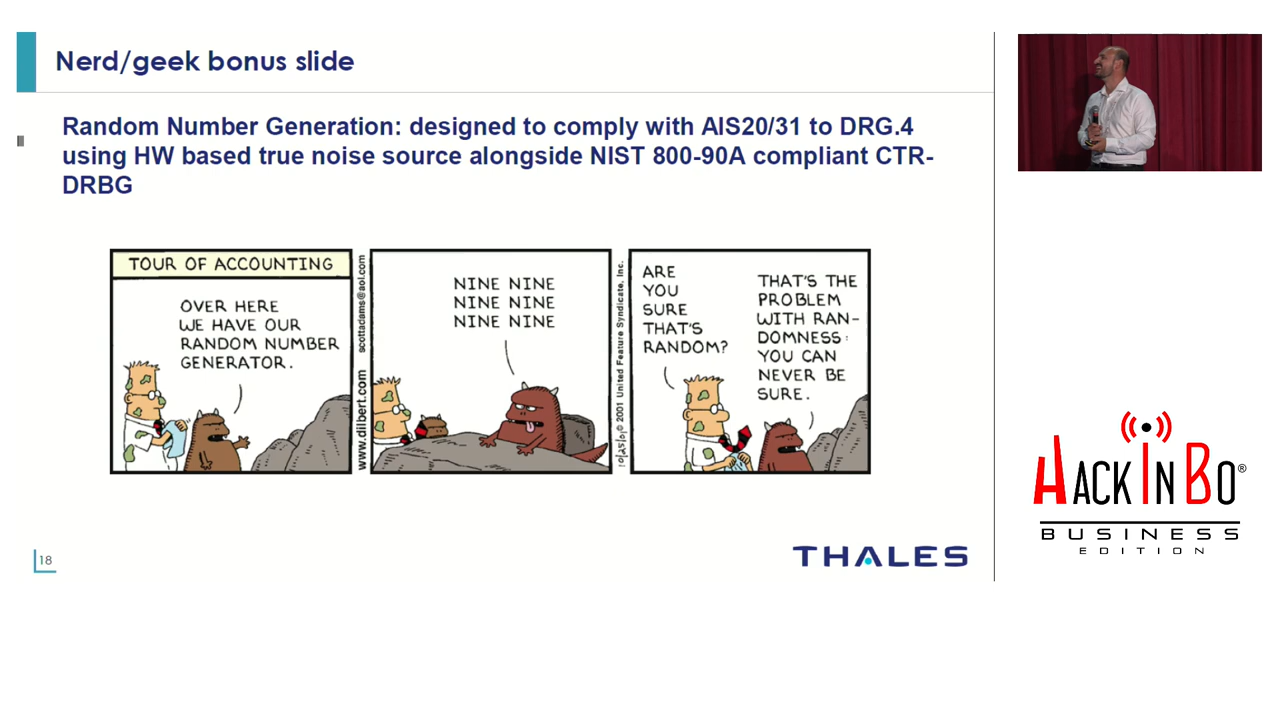 Nerd/geek bonus slide
Random Number Generation: designed to comply with AIS20/31 to DRG.4
using HW based true noise source alongside NIST 800-90A compliant CTR-
DRBG
TOUR OF ACCOUNTING
OVER HERE
WE HAVE OUR
RANDOM NUMBER
GENERATOR.
www.dilbert.com scottadams@aol.com
NINE NINE
NINE NINE
NINE NINE
10/25/01 © 2001 United Feature Syndicate, Inc.
ARE
YOU
SURE
THAT'S
RANDOM?
THAT'S THE
PROBLEM
WITH RAN-
DOMNESS:
YOU CAN
NEVER BE
SURE.
18
THALES
HACKINBO®
BUSINESS
EDITION